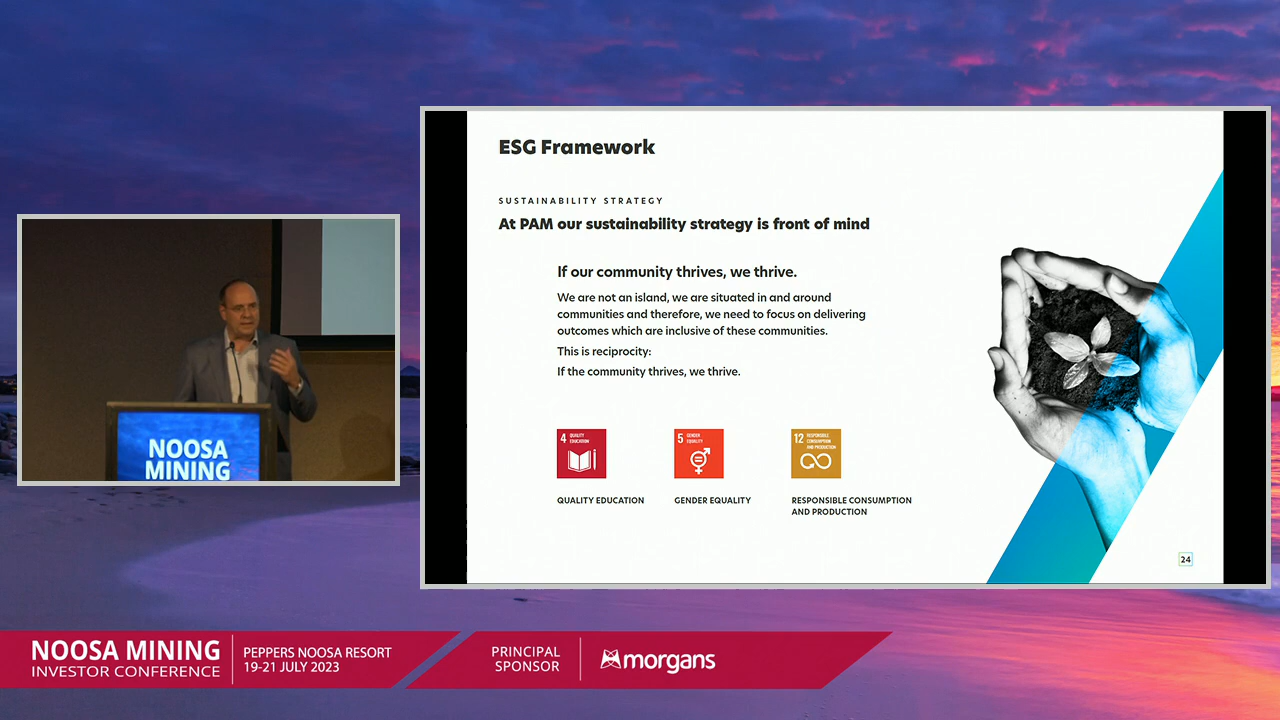 ESG Framework
SUSTAINABILITY STRATEGY
At PAM our sustainability strategy is front of mind
If our community thrives, we thrive.
We are not an island, we are situated in and around
communities and therefore, we need to focus on delivering
outcomes which are inclusive of these communities.
This is reciprocity:
If the community thrives, we thrive.
4 QUALITY
EDUCATION
5 GENDER
EQUALITY
12 RESPONSIBLE
CONSUMPTION
AND PRODUCTION
QUALITY EDUCATION
GENDER EQUALITY
RESPONSIBLE CONSUMPTION
AND PRODUCTION
24
NOOSA
MINING
NOOSA MINING
INVESTOR CONFERENCE
PEPPERS NOOSA RESORT
19-21 JULY 2023
PRINCIPAL
SPONSOR
morgans